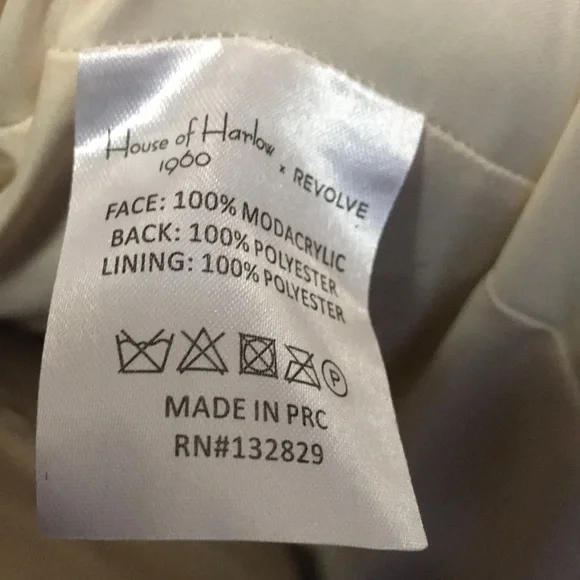 House of Harlow
1960 x REVOLVE
FACE: 100% MODACRYLIC
BACK: 100% POLYESTER
LINING: 100% POLYESTER
P
MADE IN PRC
RN#132829